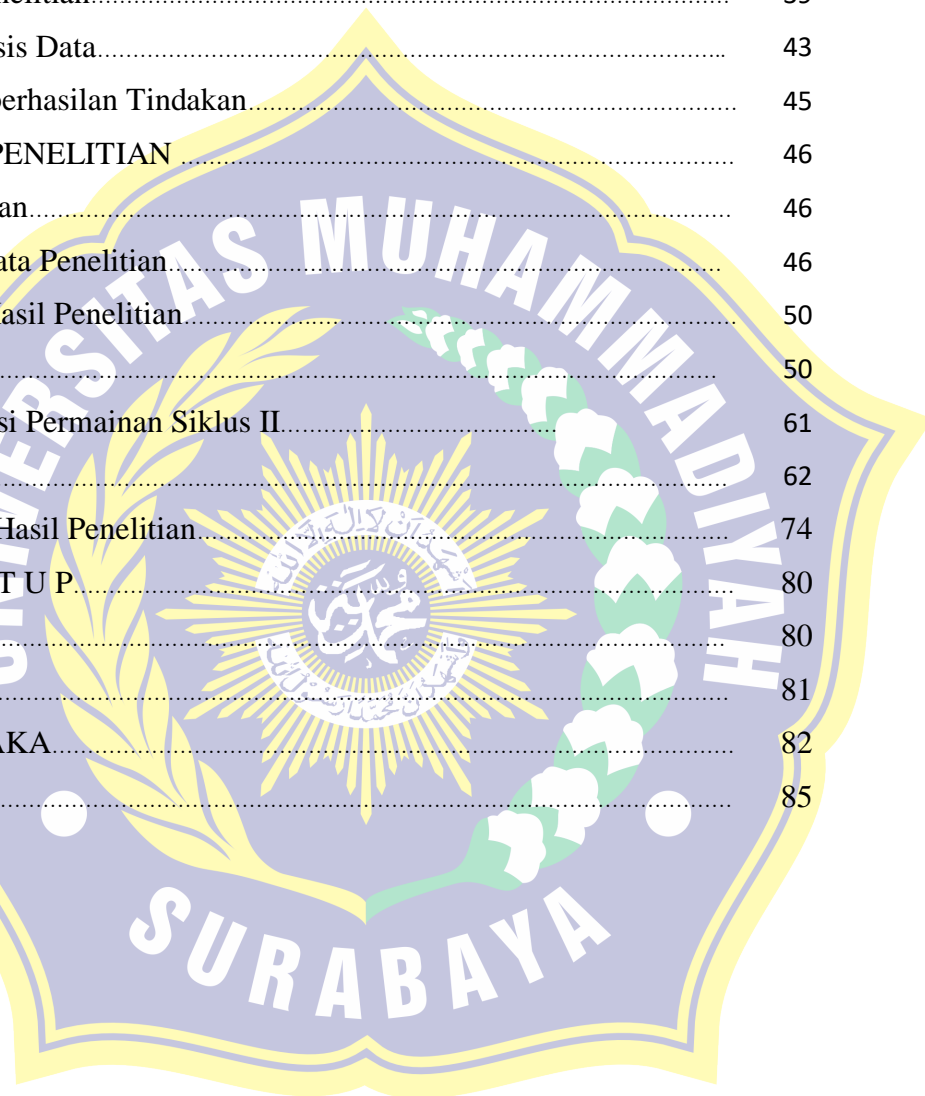 sis Data 43
berhasilan Tindakan 45
PENELITIAN 46
an 46
ata Penelitian 46
Hasil Penelitian 50
50
si Permainan Siklus II 61
62
Hasil Penelitian 74
T U P 80
80
81
AKA 82
85
UNIVERSITAS MUHAMMADIYAH
SURABAYA
محمد